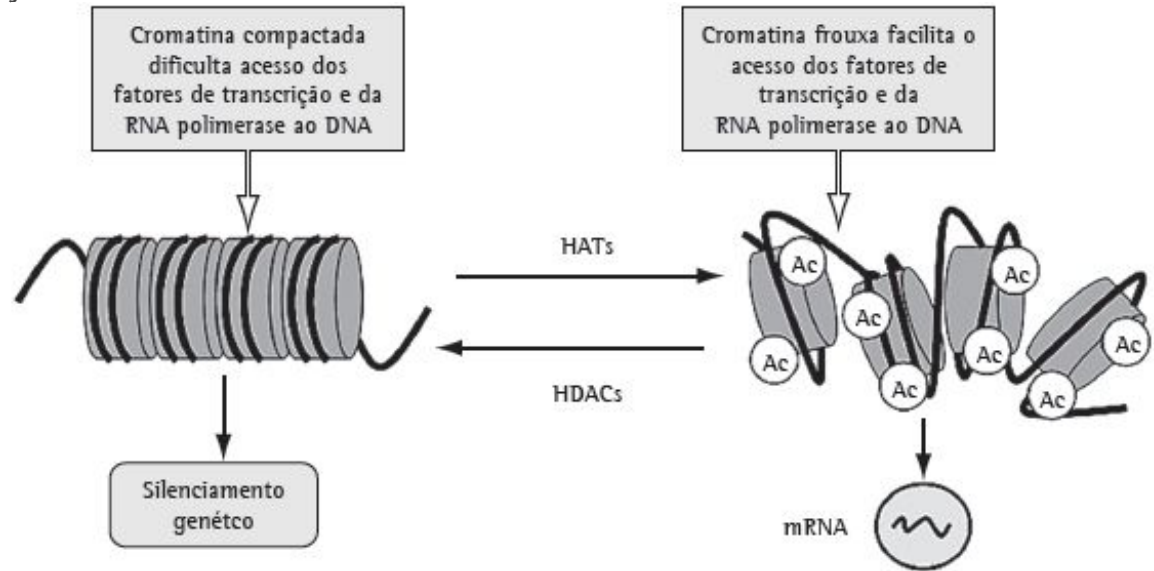 Cromatina compactada
dificulta acesso dos
fatores de transcrição e da
RNA polimerase ao DNA
Cromatina frouxa facilita o
acesso dos fatores de
transcrição e da
RNA polimerase ao DNA
HATs
HDACs
Ac
Ac
Ac
Ac
Ac
Ac
Ac
Ac
Silenciamento
genétco
mRNA